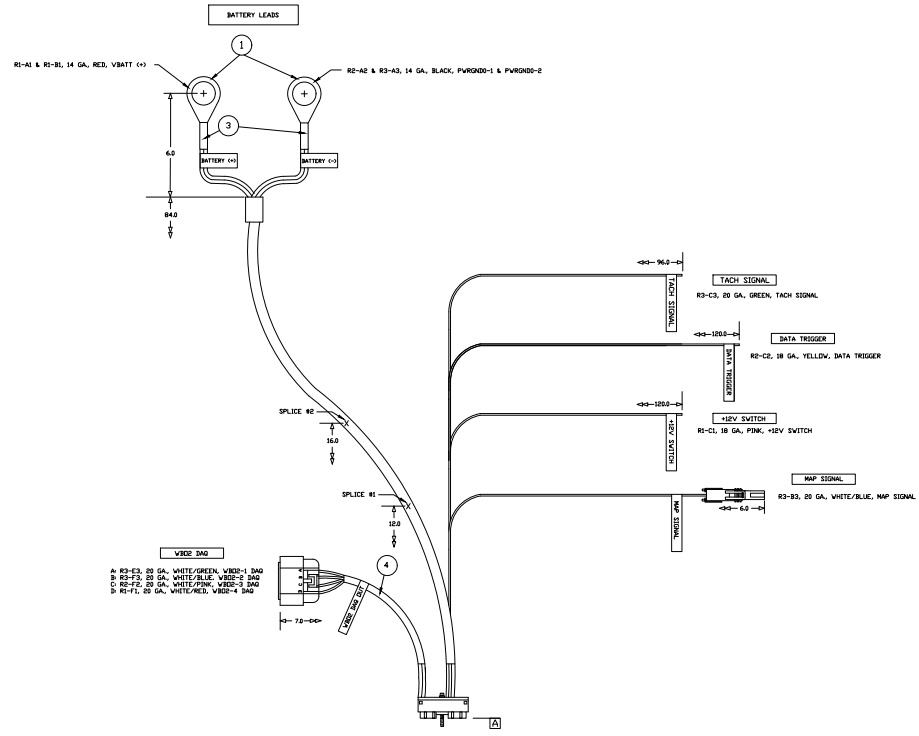 BATTERY LEADS
1
R1-A1 & R1-B1, 14 GA, RED, VBATT (+)
R2-A2 & R3-A3, 14 GA., BLACK, PWRGND0-1 & PWRGND0-2
3
6.0
BATTERY (+)
BATTERY (-)
84.0
96.0
TACH SIGNAL
TACH SIGNAL
R3-C3, 20 GA., GREEN, TACH SIGNAL
120.0
DATA TRIGGER
DATA TRIGGER
R2-C2, 18 GA., YELLOW, DATA TRIGGER
120.0
+12V SWITCH
+12V SWITCH
R1-C1, 18 GA, PINK, +12V SWITCH
SPLICE #2
16.0
MAP SIGNAL
MAP SIGNAL
R3-B3, 20 GA., WHITE/BLUE, MAP SIGNAL
6.0
SPLICE #1
12.0
WBO2 DAQ
A: R3-E3, 20 GA., WHITE/GREEN, WBO2-1 DAQ
B: R3-F3, 20 GA., WHITE/BLUE, WBO2-2 DAQ
C: R2-F2, 20 GA., WHITE/PINK, WBO2-3 DAQ
D: R1-F1, 20 GA., WHITE/RED, WBO2-4 DAQ
A
B
C
D
4
WBO2 DAQ OUT
7.0
A